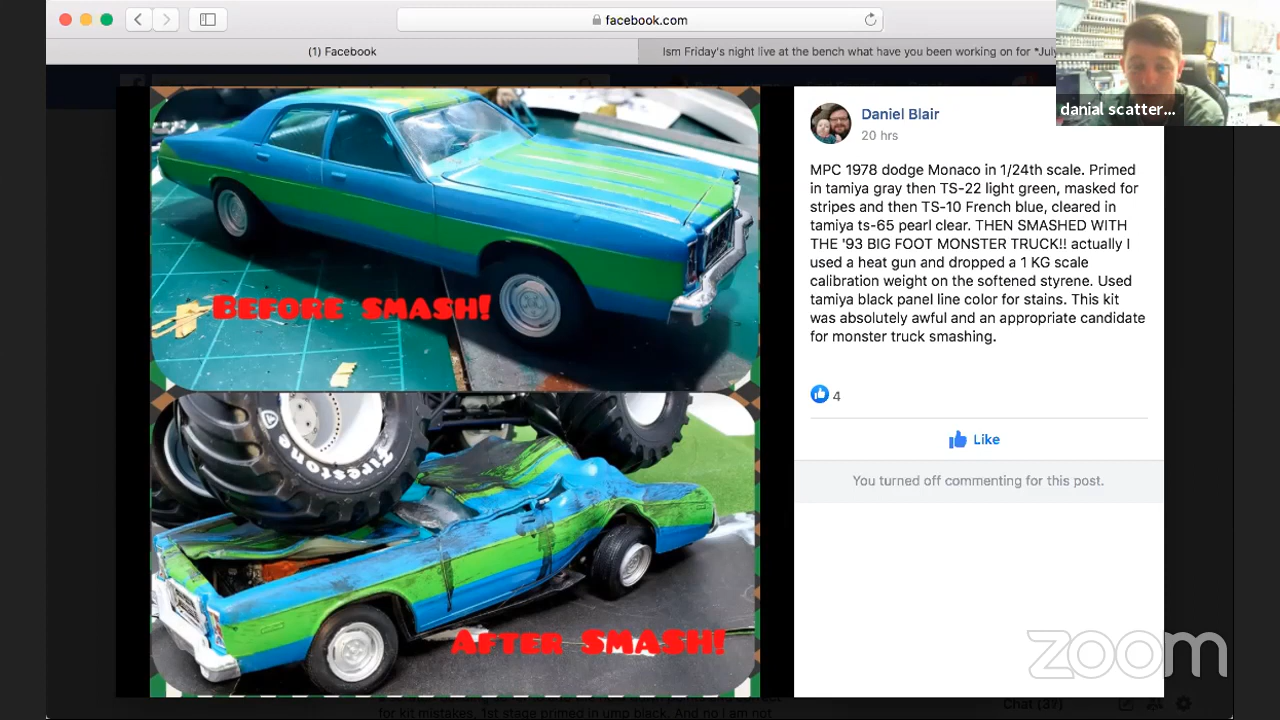 facebook.com
(1) Facebook
Ism Friday's night live at the bench what have you been working on for "July
danial scatter...
Daniel Blair
20 hrs
MPC 1978 dodge Monaco in 1/24th scale. Primed
in tamiya gray then TS-22 light green, masked for
stripes and then TS-10 French blue, cleared in
tamiya ts-65 pearl clear. THEN SMASHED WITH
THE '93 BIG FOOT MONSTER TRUCK!! actually I
used a heat gun and dropped a 1 KG scale
calibration weight on the softened styrene. Used
tamiya black panel line color for stains. This kit
was absolutely awful and an appropriate candidate
for monster truck smashing.
4
Like
You turned off commenting for this post.
Before smash!
Firestone
After SMASH!
zoom
for kit mistakes. 1st stage primed in ump black. And no I am not
Chat (37)